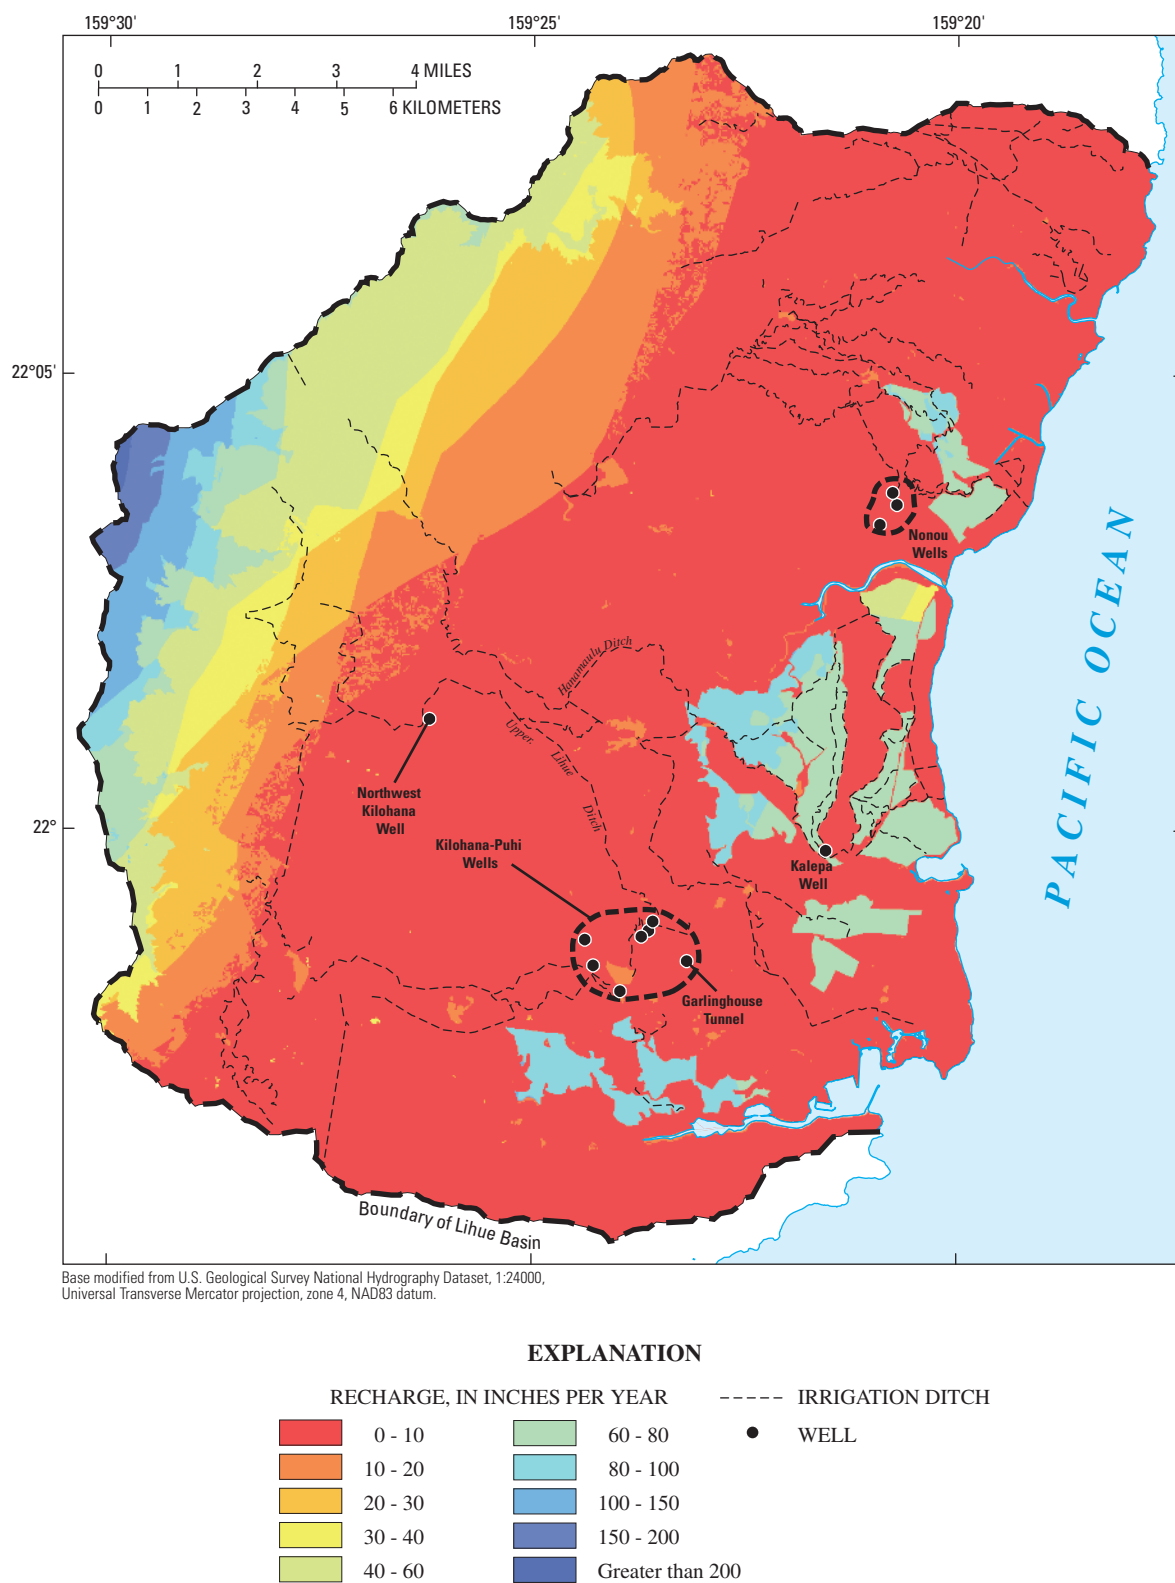 159°30'
159°25'
159°20'
0 1 2 3 4 MILES
0 1 2 3 4 5 6 KILOMETERS
22°05'
Nonou
Wells
PACIFIC OCEAN
Hanamaulu Ditch
Upper
Lihue
Ditch
Northwest
Kilohana
Well
22°
Kilohana-Puhi
Wells
Kalepa
Well
Garlinghouse
Tunnel
Boundary of Lihue Basin
Base modified from U.S. Geological Survey National Hydrography Dataset, 1:24000,
Universal Transverse Mercator projection, zone 4, NAD83 datum.
EXPLANATION
RECHARGE, IN INCHES PER YEAR
0 - 10
10 - 20
20 - 30
30 - 40
40 - 60
60 - 80
80 - 100
100 - 150
150 - 200
Greater than 200
IRRIGATION DITCH
WELL